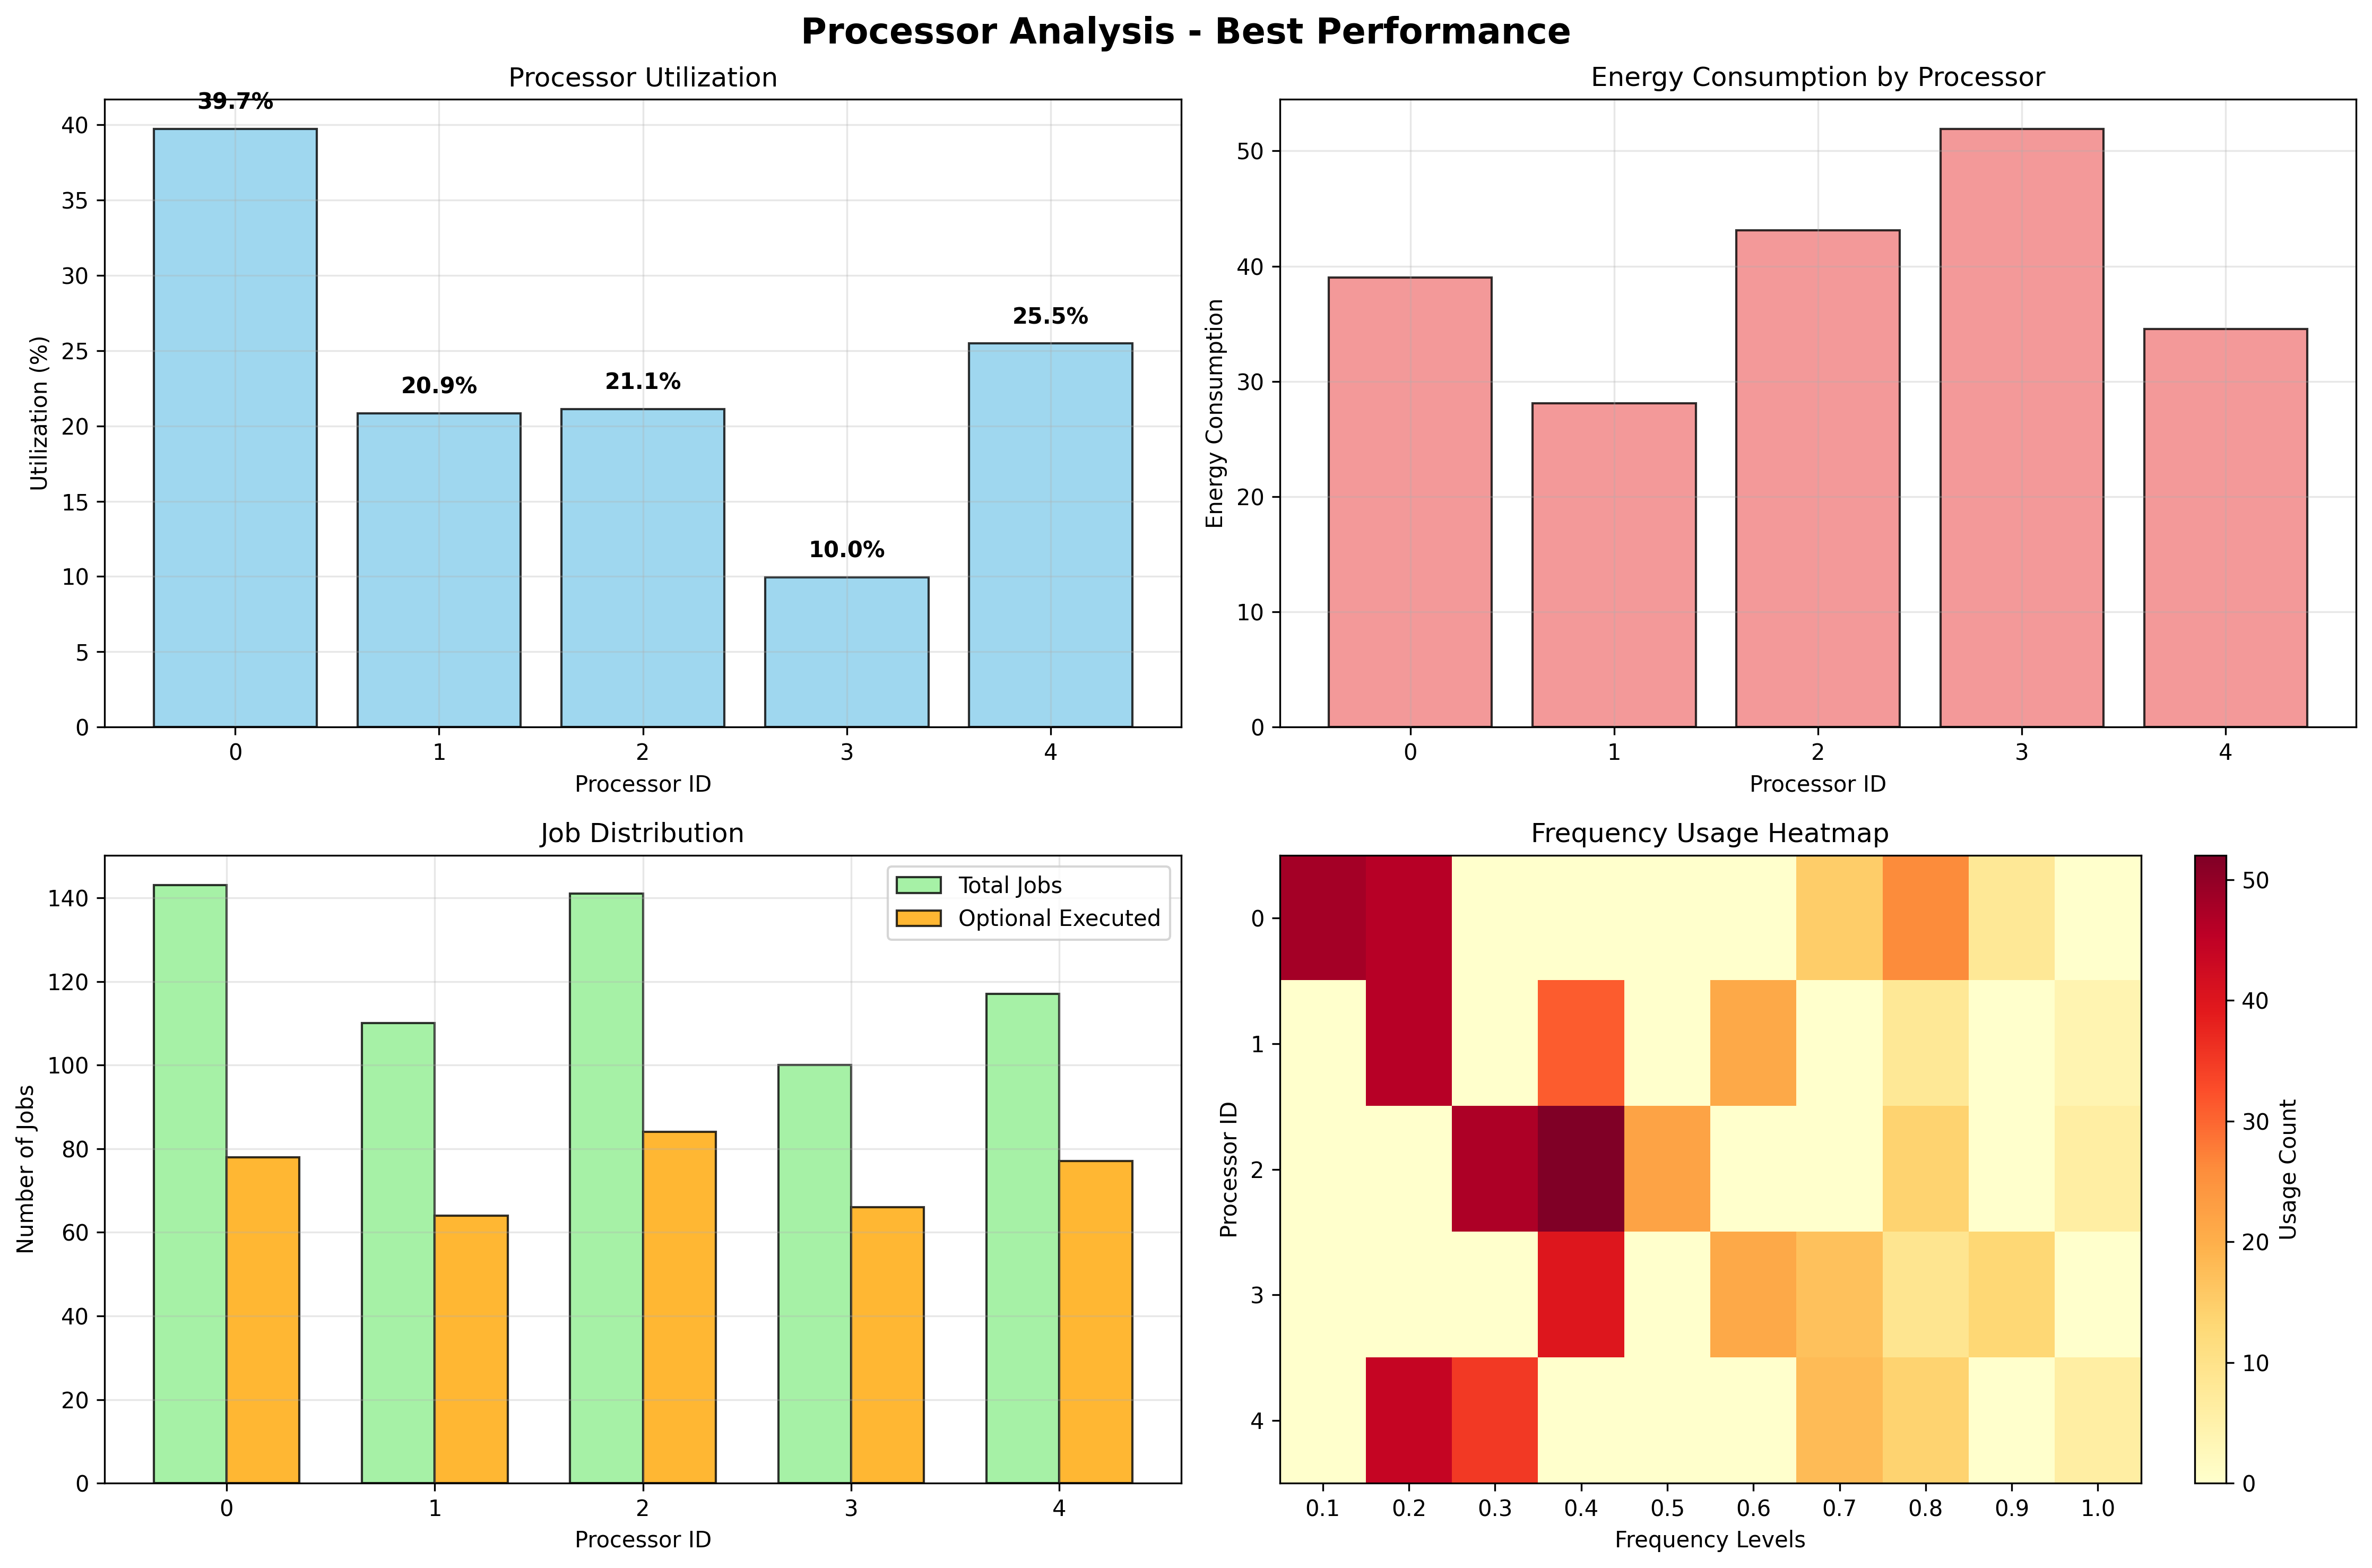 Processor Analysis - Best Performance
Processor Utilization
39.7%
20.9%
21.1%
10.0%
25.5%
40
35
30
25
20
15
10
5
0
Utilization (%)
0 1 2 3 4
Processor ID
Energy Consumption by Processor
50
40
30
20
10
0
Energy Consumption
0 1 2 3 4
Processor ID
Job Distribution
Total Jobs
Optional Executed
140
120
100
80
60
40
20
0
Number of Jobs
0 1 2 3 4
Processor ID
Frequency Usage Heatmap
0
1
2
3
4
Processor ID
0.1 0.2 0.3 0.4 0.5 0.6 0.7 0.8 0.9 1.0
Frequency Levels
50
40
30
20
10
0
Usage Count